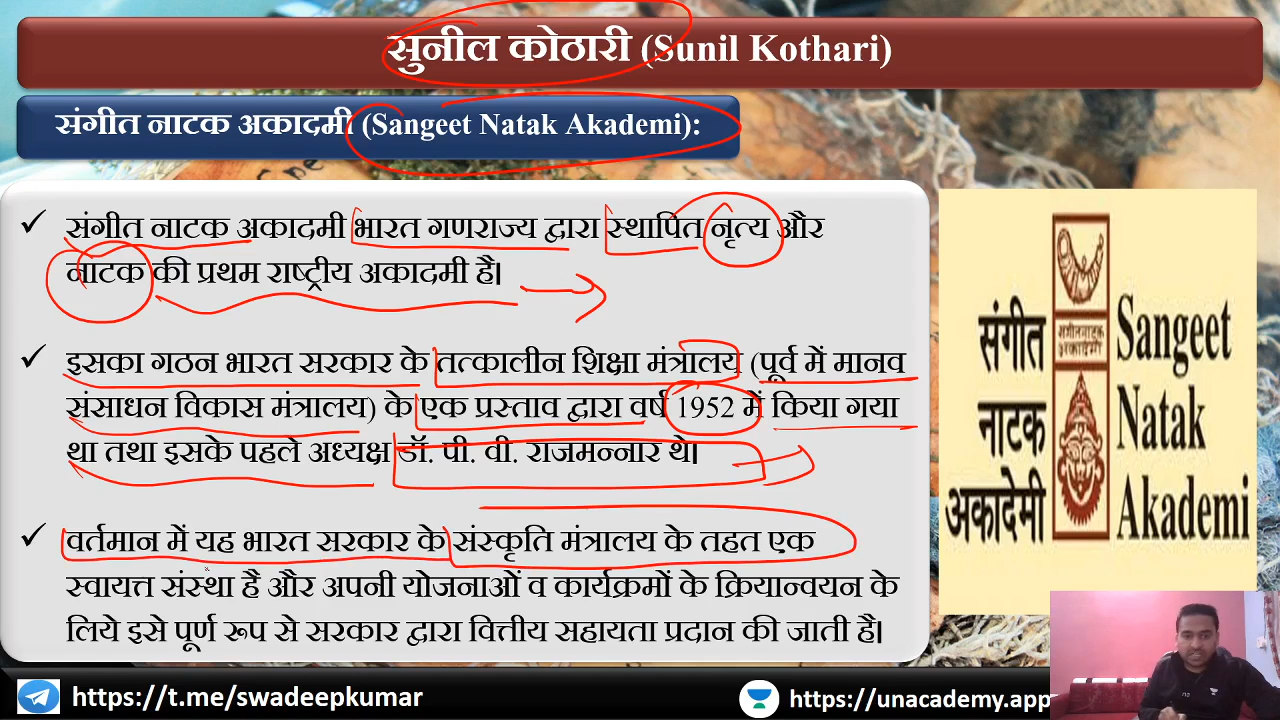 सुनील कोठारी (Sunil Kothari)
संगीत नाटक अकादमी (Sangeet Natak Akademi):
✓ संगीत नाटक अकादमी भारत गणराज्य द्वारा स्थापित नृत्य और
नाटक की प्रथम राष्ट्रीय अकादमी है।
✓ इसका गठन भारत सरकार के तत्कालीन शिक्षा मंत्रालय (पूर्व में मानव
संसाधन विकास मंत्रालय) के एक प्रस्ताव द्वारा वर्ष 1952 में किया गया
था तथा इसके पहले अध्यक्ष डॉ. पी. वी. राजमन्नार थे।
✓ वर्तमान में यह भारत सरकार के संस्कृति मंत्रालय के तहत एक
स्वायत्त संस्था है और अपनी योजनाओं व कार्यक्रमों के क्रियान्वयन के
लिये इसे पूर्ण रूप से सरकार द्वारा वित्तीय सहायता प्रदान की जाती है।
संगीत
नाटक
अकादेमी
Sangeet
Natak
Akademi
https://t.me/swadeepkumar
https://unacademy.app